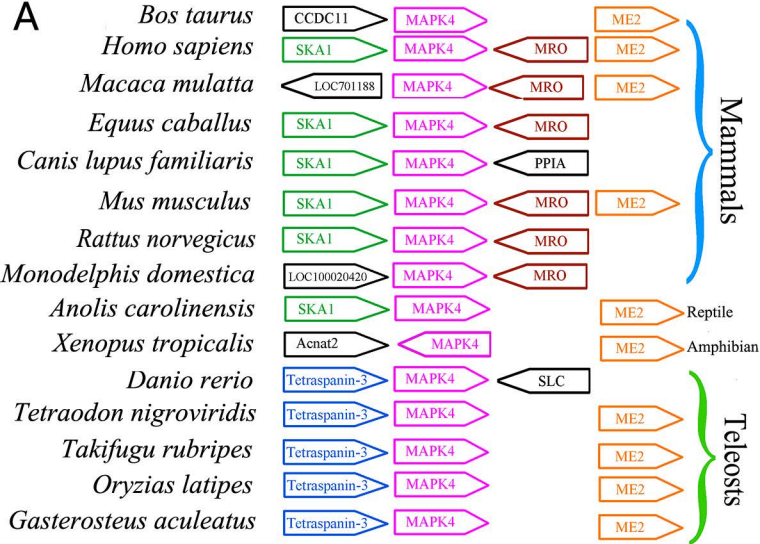 A
Bos taurus CCDC11 MAPK4 ME2
Homo sapiens SKA1 MAPK4 MRO ME2
Macaca mulatta LOC701188 MAPK4 MRO ME2
Equus caballus SKA1 MAPK4 MRO
Canis lupus familiaris SKA1 MAPK4 PPIA
Mus musculus SKA1 MAPK4 MRO ME2
Rattus norvegicus SKA1 MAPK4 MRO
Monodelphis domestica LOC100020420 MAPK4 MRO
Mammals
Anolis carolinensis SKA1 MAPK4 ME2 Reptile
Xenopus tropicalis Acnat2 MAPK4 ME2 Amphibian
Danio rerio Tetraspanin-3 MAPK4 SLC
Tetraodon nigroviridis Tetraspanin-3 MAPK4 ME2
Takifugu rubripes Tetraspanin-3 MAPK4 ME2
Oryzias latipes Tetraspanin-3 MAPK4 ME2
Gasterosteus aculeatus Tetraspanin-3 MAPK4 ME2
Teleosts